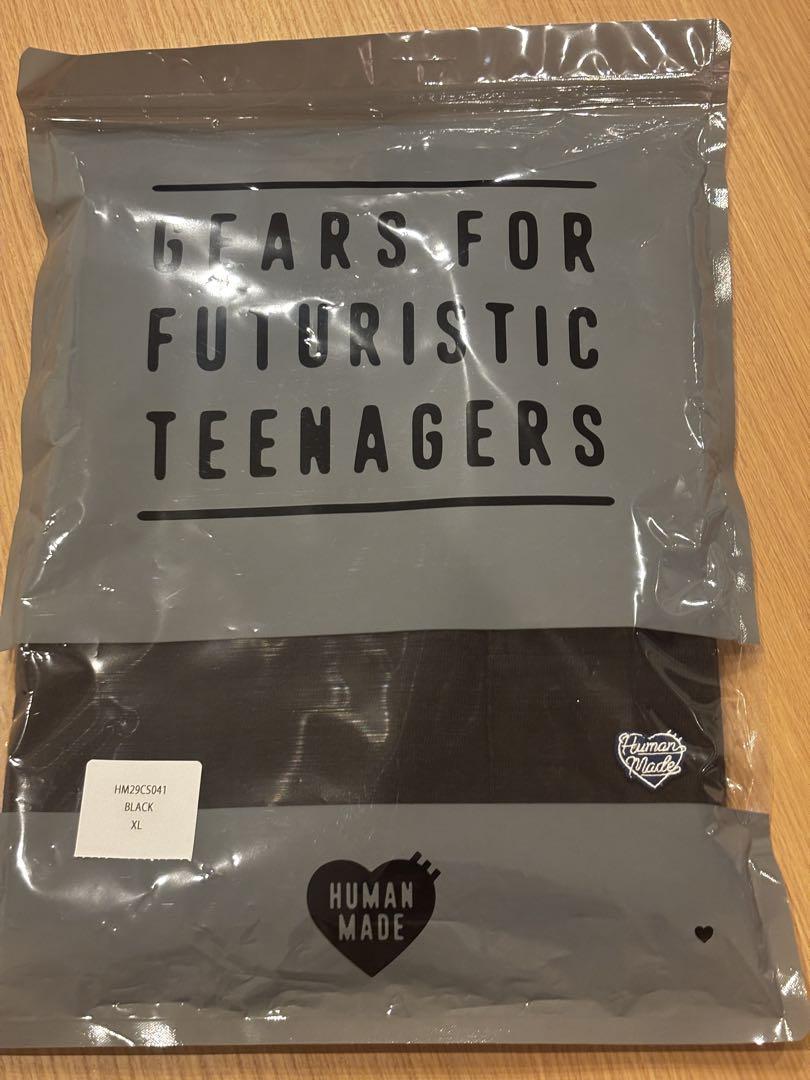 GEARS FOR
FUTURISTIC
TEENAGERS
Human
Made
HM29CS041
BLACK
XL
HUMAN
MADE